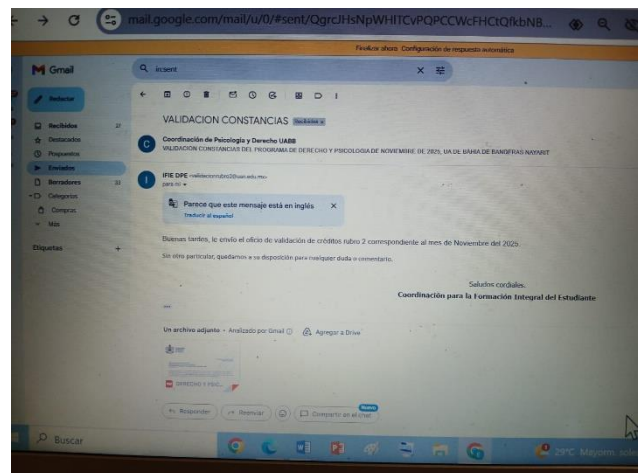 mail.google.com/mail/u/0/#sent/QgrcJHsNpWHlTCvPQPCCWcFHCtQfkbNB...
Finalizar ahora Configuración de respuesta automática
Gmail
in:sent
Redactar
VALIDACION CONSTANCIAS
Recibidos
Coordinación de Psicología y Derecho UABB
Destacados
VALIDACION CONSTANCIAS DEL PROGRAMA DE DERECHO Y PSICOLOGIA DE NOVIEMBRE DE 2025, UA DE BAHIA DE BANDERAS NAYARIT
Pospuestos
Enviados
IFIE DPE
Borradores
para mí
Categorías
Compras
Parece que este mensaje está en inglés
Más
Traducir al español
Etiquetas
Buenas tardes, le envío el oficio de validación de créditos rubro 2 correspondiente al mes de Noviembre del 2025
Sin otro particular, quedamos a su disposición para cualquier duda o comentario.
Saludos cordiales.
Coordinación para la Formación Integral del Estudiante
Un archivo adjunto • Analizado por Gmail
Agregar a Drive
DERECHO Y PSIC...
Responder
Reenviar
Compartir en el chat
Nuevo
Buscar
29°C Mayorm. sole